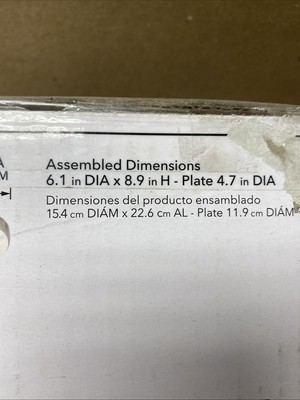 A
M
Assembled Dimensions
6.1 in DIA x 8.9 in H - Plate 4.7 in DIA
Dimensiones del producto ensamblado
15.4 cm DIÁM x 22.6 cm AL - Plate 11.9 cm DIÁM